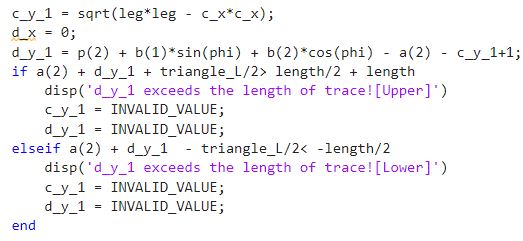 c_y_1 = sqrt(leg*leg - c_x*c_x);
d_x = 0;
d_y_1 = p(2) + b(1)*sin(phi) + b(2)*cos(phi) - a(2) - c_y_1+1;
if a(2) + d_y_1 + triangle_L/2> length/2 + length
    disp('d_y_1 exceeds the length of trace![Upper]')
    c_y_1 = INVALID_VALUE;
    d_y_1 = INVALID_VALUE;
elseif a(2) + d_y_1  - triangle_L/2< -length/2
    disp('d_y_1 exceeds the length of trace![Lower]')
    c_y_1 = INVALID_VALUE;
    d_y_1 = INVALID_VALUE;
end